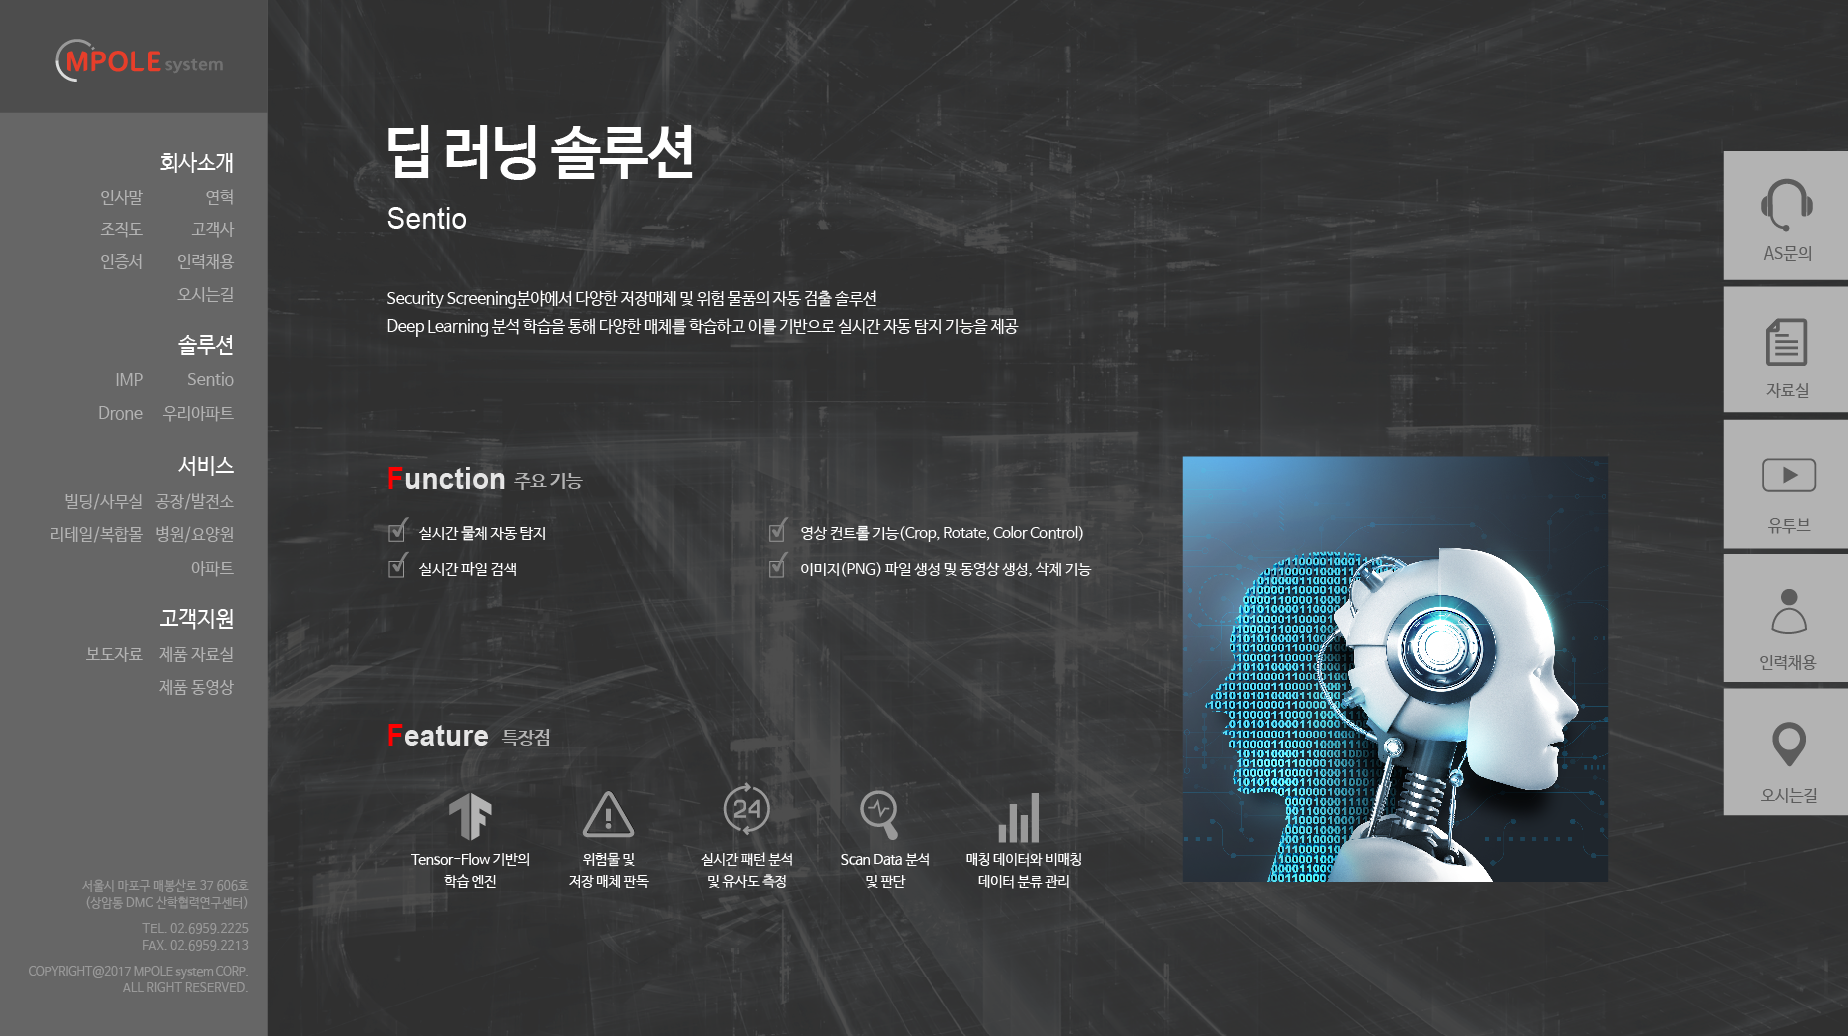 MPOLE system
회사소개
인사말 연혁
조직도 고객사
인증서 인력채용
오시는길
솔루션
IMP Sentio
Drone 우리아파트
서비스
빌딩/사무실 공장/발전소
리테일/복합몰 병원/요양원
아파트
고객지원
보도자료 제품 자료실
제품 동영상
서울시 마포구 매봉산로 37 606호
(상암동 DMC 산학협력연구센터)
TEL. 02.6959.2225
FAX. 02.6959.2213
COPYRIGHT@2017 MPOLE system CORP.
ALL RIGHT RESERVED.
딥 러닝 솔루션
Sentio
Security Screening분야에서 다양한 저장매체 및 위험 물품의 자동 검출 솔루션
Deep Learning 분석 학습을 통해 다양한 매체를 학습하고 이를 기반으로 실시간 자동 탐지 기능을 제공
Function 주요 기능
실시간 물체 자동 탐지
영상 컨트롤 기능(Crop, Rotate, Color Control)
실시간 파일 검색
이미지(PNG) 파일 생성 및 동영상 생성, 삭제 기능
Feature 특장점
24
Tensor-Flow 기반의
학습 엔진
위험물 및
저장 매체 판독
실시간 패턴 분석
및 유사도 측정
Scan Data 분석
및 판단
매칭 데이터와 비매칭
데이터 분류 관리
AS문의
자료실
유투브
인력채용
오시는길